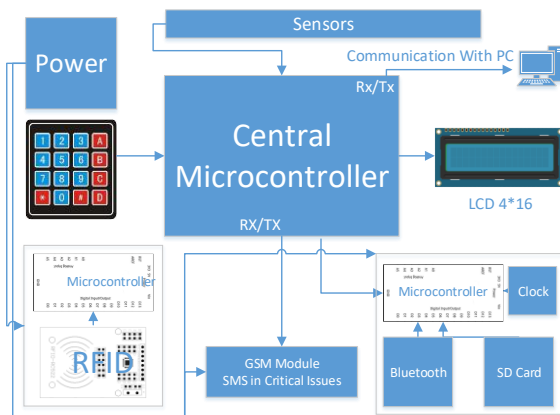 Sensors
Power
Communication With PC
Rx/Tx
Central
Microcontroller
1 2 3 A
4 5 6 B
7 8 9 C
* 0 # D
LCD 4*16
RX/TX
Microcontroller
Microcontroller
Clock
RFID
GSM Module
SMS in Critical Issues
Bluetooth
SD Card